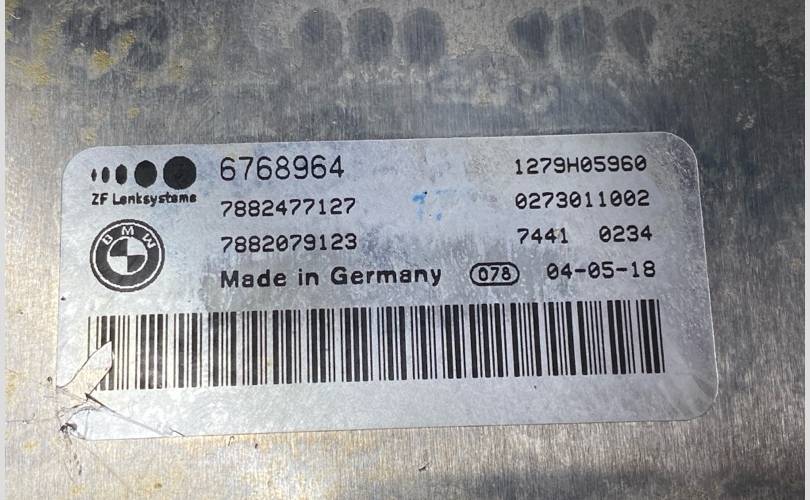 6768964 1279H05960
ZF Lenksysteme
7882477127 0273011002
BMW
7882079123 7441 0234
Made in Germany 078 04-05-18